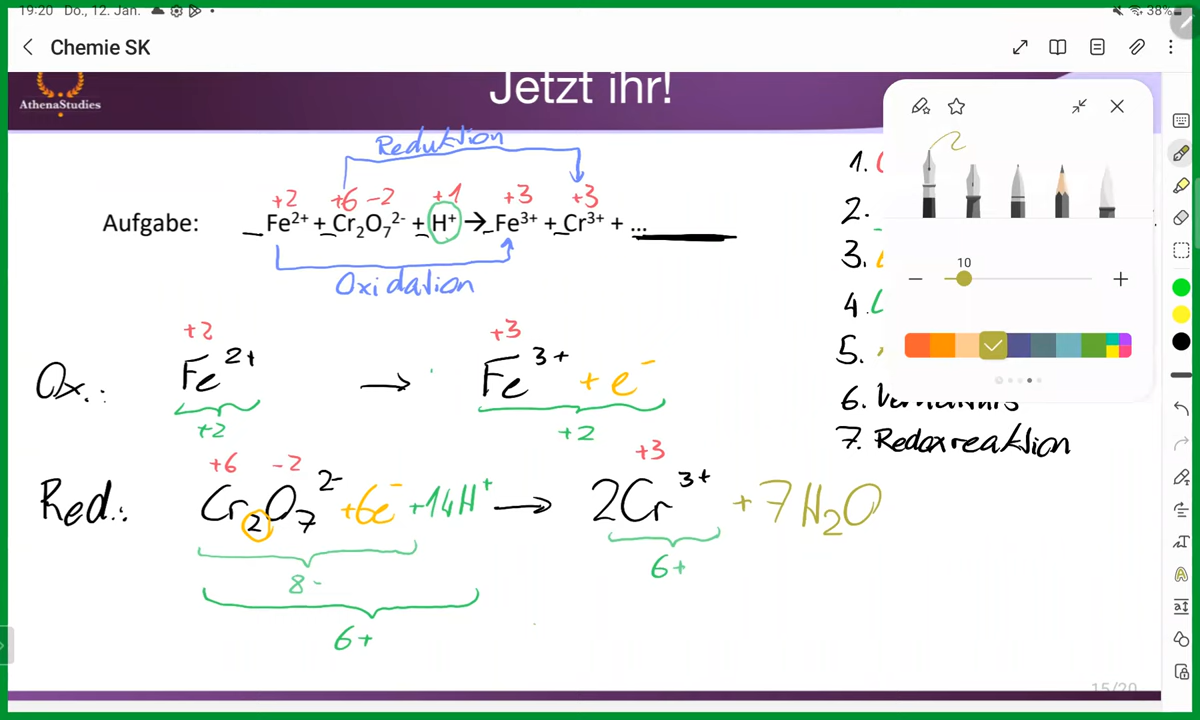 19:20 Do., 12. Jan. 38%
Chemie SK
Jetzt ihr!
AthenaStudies
Reduktion
+2 +6 -2 +1 +3 +3
Aufgabe: _Fe²⁺ + _Cr₂O₇²⁻ + _H⁺ → _Fe³⁺ + _Cr³⁺ + ...
Oxidation
1.
2.
3.
4.
5.
6.
7. Redoxreaktion
10
+2 +3
Ox.: Fe²⁺ → Fe³⁺ + e⁻
+2 +2
+6 -2 +3
Red.: Cr₂O₇²⁻ +6e⁻ +14H⁺ → 2Cr³⁺ +7H₂O
8-
6+
6+
15/20